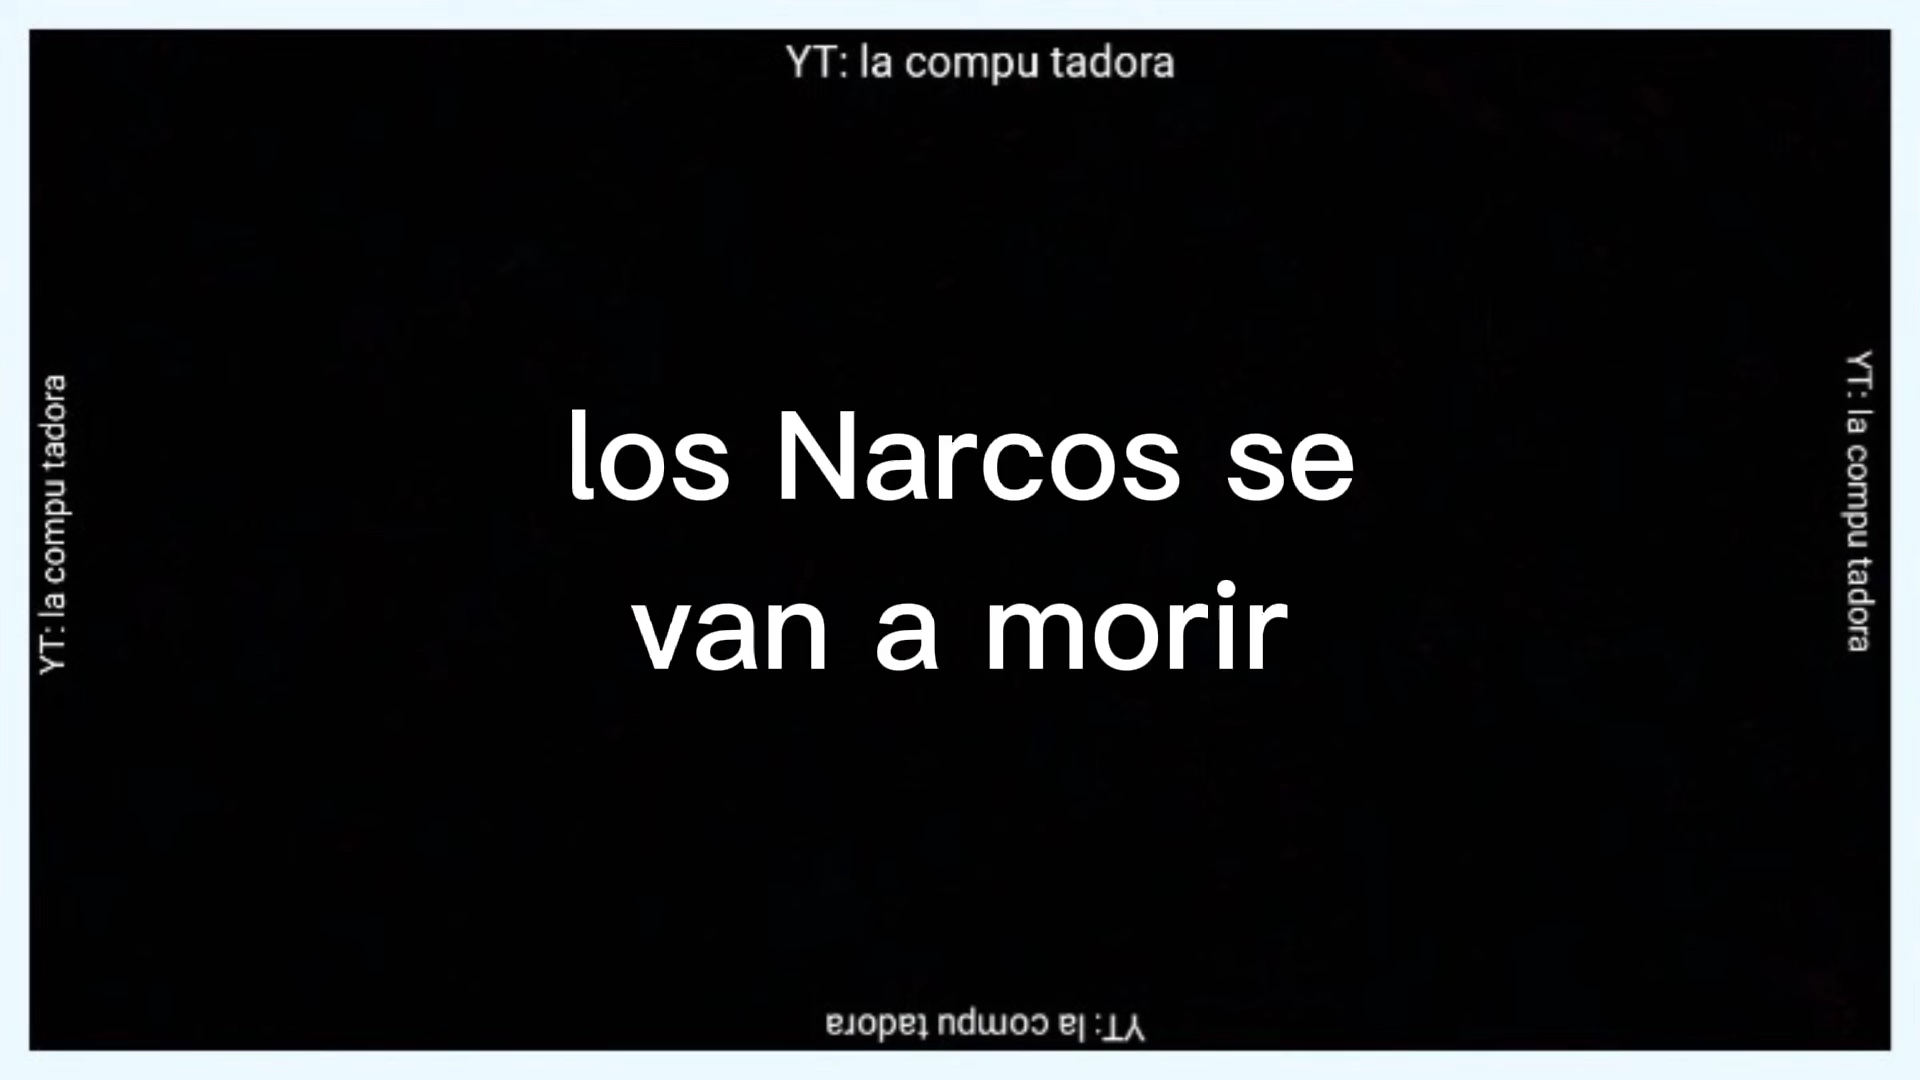 YT: la compu tadora
YT: la compu tadora
los Narcos se
van a morir
YT: la compu tadora
YT: la compu tadora